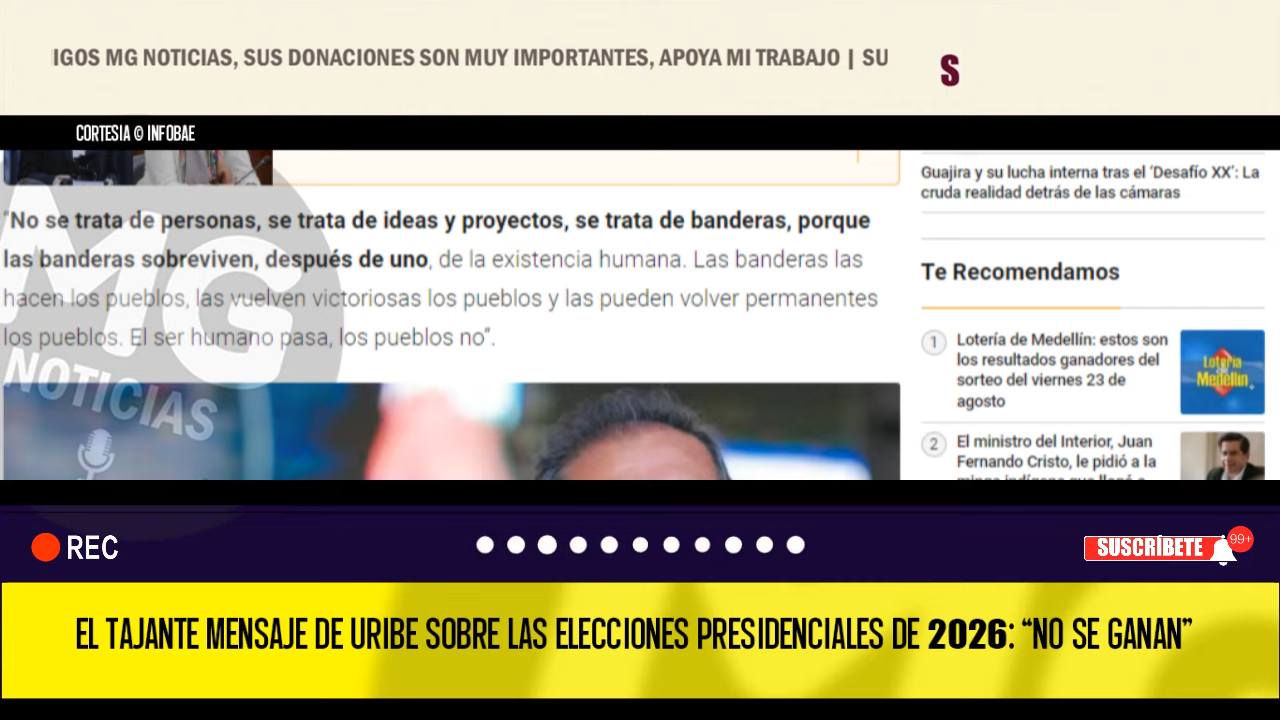 IGOS MG NOTICIAS, SUS DONACIONES SON MUY IMPORTANTES, APOYA MI TRABAJO | SU
S
CORTESIA © INFOBAE
"No se trata de personas, se trata de ideas y proyectos, se trata de banderas, porque
las banderas sobreviven, después de uno, de la existencia humana. Las banderas las
hacen los pueblos, las vuelven victoriosas los pueblos y las pueden volver permanentes
los pueblos. El ser humano pasa, los pueblos no”.
MG
NOTICIAS
Guajira y su lucha interna tras el ‘Desafío XX’: La
cruda realidad detrás de las cámaras
Te Recomendamos
1
Lotería de Medellín: estos son
los resultados ganadores del
sorteo del viernes 23 de
agosto
Lotería
de
Medellín
2
El ministro del Interior, Juan
Fernando Cristo, le pidió a la
REC
SUSCRÍBETE
99+
EL TAJANTE MENSAJE DE URIBE SOBRE LAS ELECCIONES PRESIDENCIALES DE 2026: “NO SE GANAN”